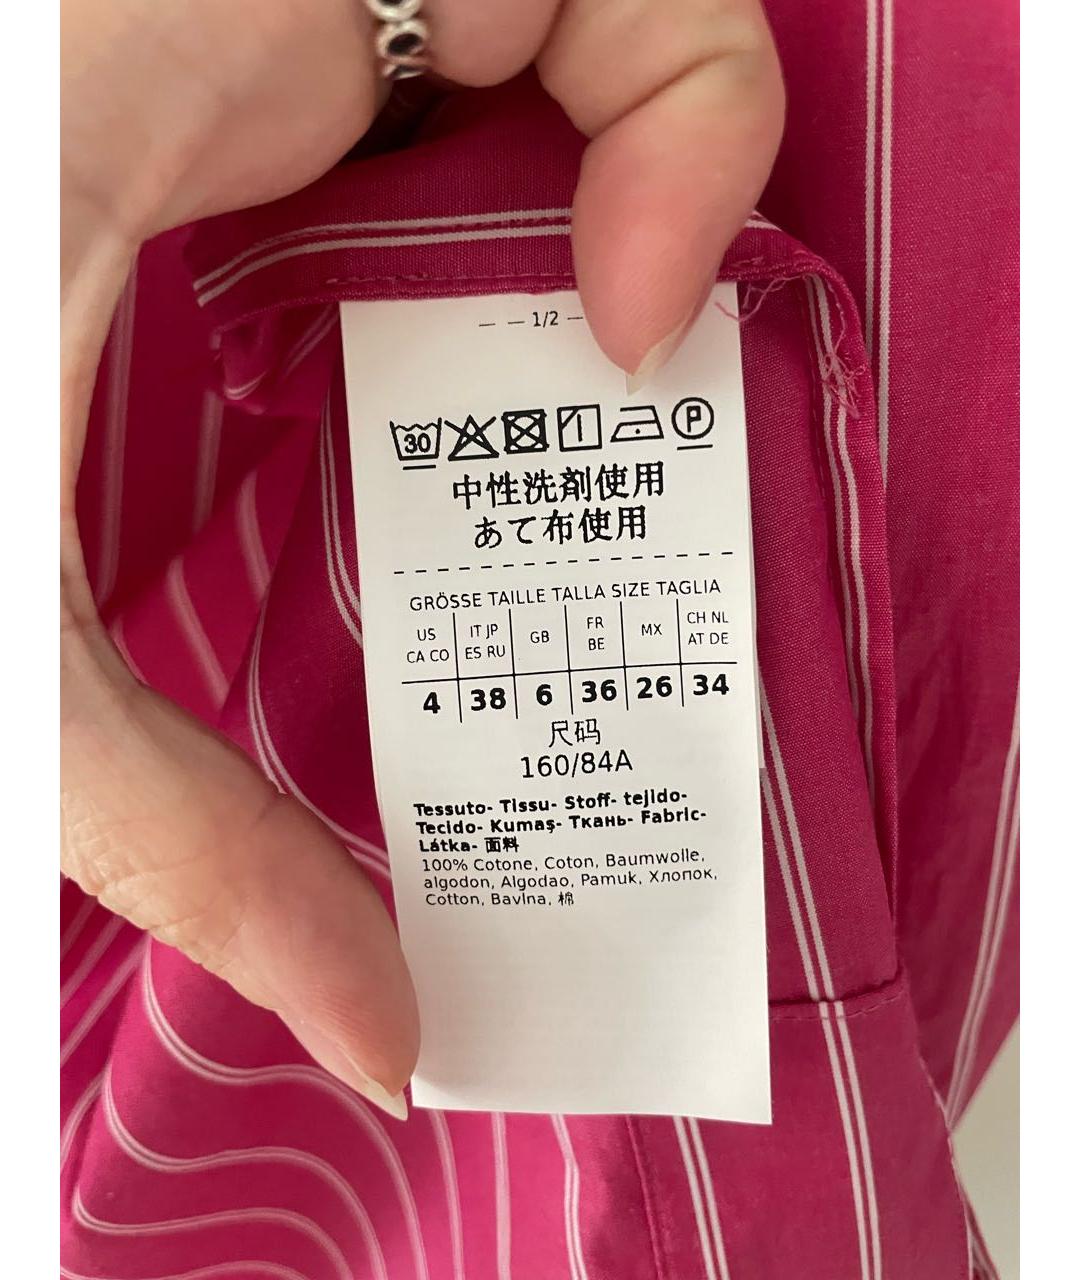 — — 1/2 —
30 P
中性洗剤使用
あて布使用
GRÖSSE TAILLE TALLA SIZE TAGLIA
US CA CO IT JP ES RU GB FR BE MX CH NL AT DE
4 38 6 36 26 34
尺码
160/84A
Tessuto- Tissu- Stoff- tejido-
Tecido- Kumaş- Ткань- Fabric-
Látka- 面料
100% Cotone, Coton, Baumwolle,
algodon, Algodao, Pamuk, Хлопок,
Cotton, Bavlna, 棉